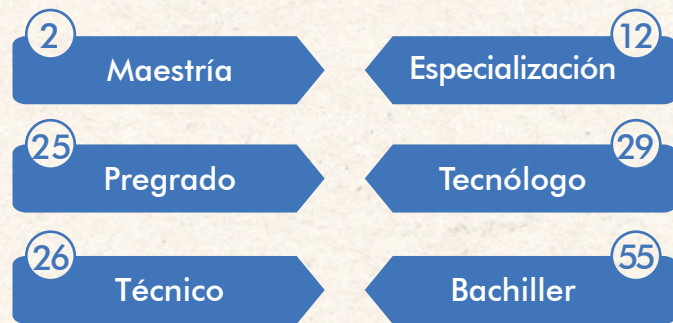 2
Maestría
12
Especialización
25
Pregrado
29
Tecnólogo
26
Técnico
55
Bachiller